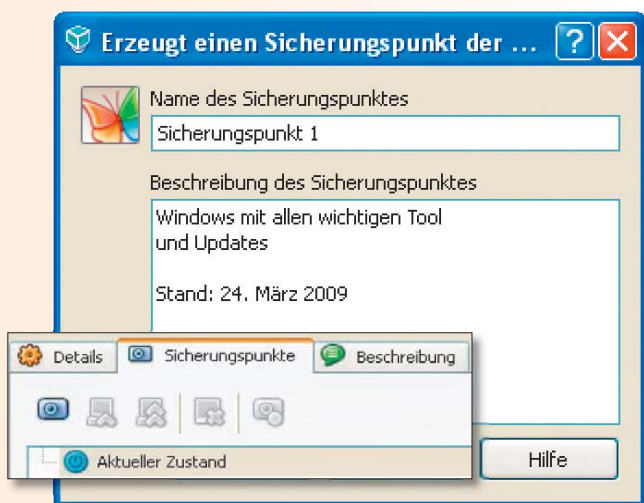 Erzeugt einen Sicherungspunkt der ...
Name des Sicherungspunktes
Sicherungspunkt 1
Beschreibung des Sicherungspunktes
Windows mit allen wichtigen Tool
und Updates
Stand: 24. März 2009
Details
Sicherungspunkte
Beschreibung
Aktueller Zustand
Hilfe